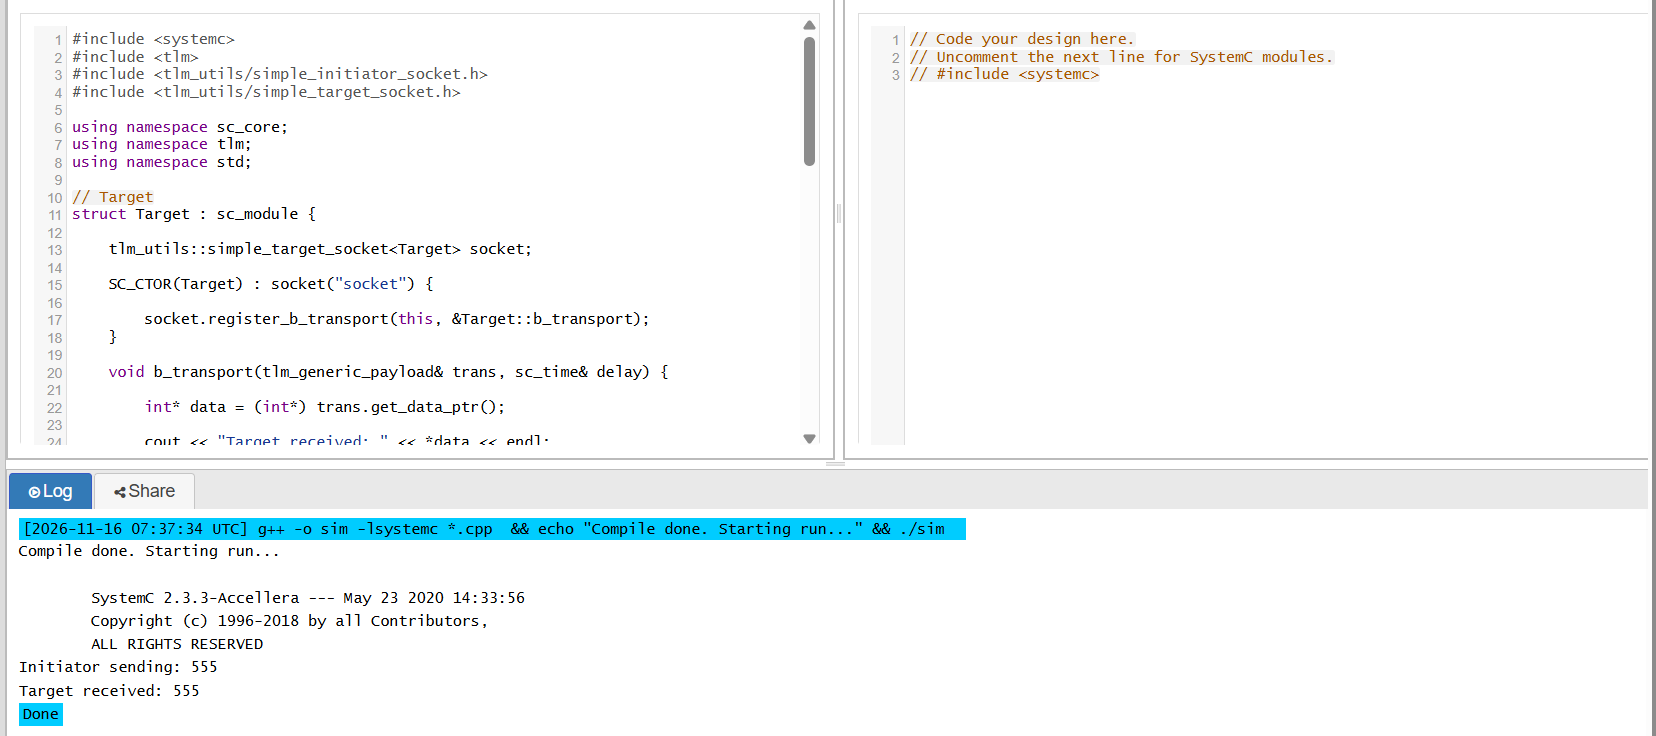 1 #include <systemc>
2 #include <tlm>
3 #include <tlm_utils/simple_initiator_socket.h>
4 #include <tlm_utils/simple_target_socket.h>
5
6 using namespace sc_core;
7 using namespace tlm;
8 using namespace std;
9
10 // Target
11 struct Target : sc_module {
12
13     tlm_utils::simple_target_socket<Target> socket;
14
15     SC_CTOR(Target) : socket("socket") {
16
17         socket.register_b_transport(this, &Target::b_transport);
18     }
19
20     void b_transport(tlm_generic_payload& trans, sc_time& delay) {
21
22         int* data = (int*) trans.get_data_ptr();
23
24         cout << "Target received: " << *data << endl;
1 // Code your design here.
2 // Uncomment the next line for SystemC modules.
3 // #include <systemc>
Log
Share
[2026-11-16 07:37:34 UTC] g++ -o sim -lsystemc *.cpp  && echo "Compile done. Starting run..." && ./sim
Compile done. Starting run...
SystemC 2.3.3-Accellera --- May 23 2020 14:33:56
Copyright (c) 1996-2018 by all Contributors,
ALL RIGHTS RESERVED
Initiator sending: 555
Target received: 555
Done